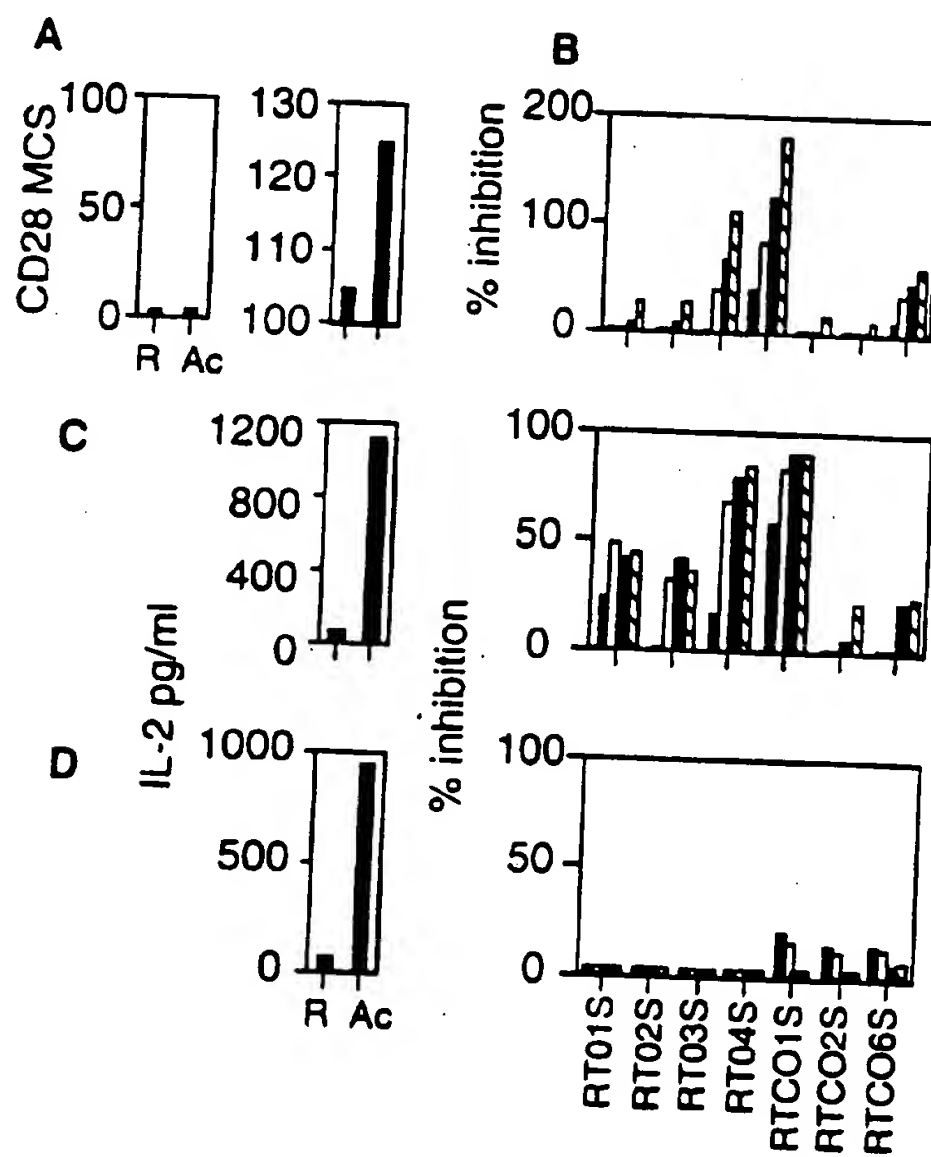 A
CD28 MCS
100
50
0
R Ac
130
120
110
100
B
% inhibition
200
100
0
C
IL-2 pg/ml
1200
800
400
0
% inhibition
100
50
0
D
1000
500
0
R Ac
100
50
0
RT01S
RT02S
RT03S
RT04S
RTCO1S
RTCO2S
RTCO6S